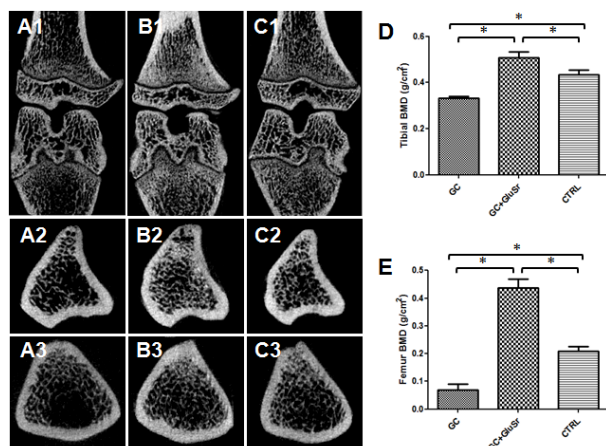 A1
B1
C1
A2
B2
C2
A3
B3
C3
D
*
*
*
Tibial BMD (g/cm²)
0.6
0.4
0.2
0.0
GC
GC+GluSr
CTRL
E
*
*
*
Femur BMD (g/cm²)
0.5
0.4
0.3
0.2
0.1
0.0
GC
GC+GluSr
CTRL